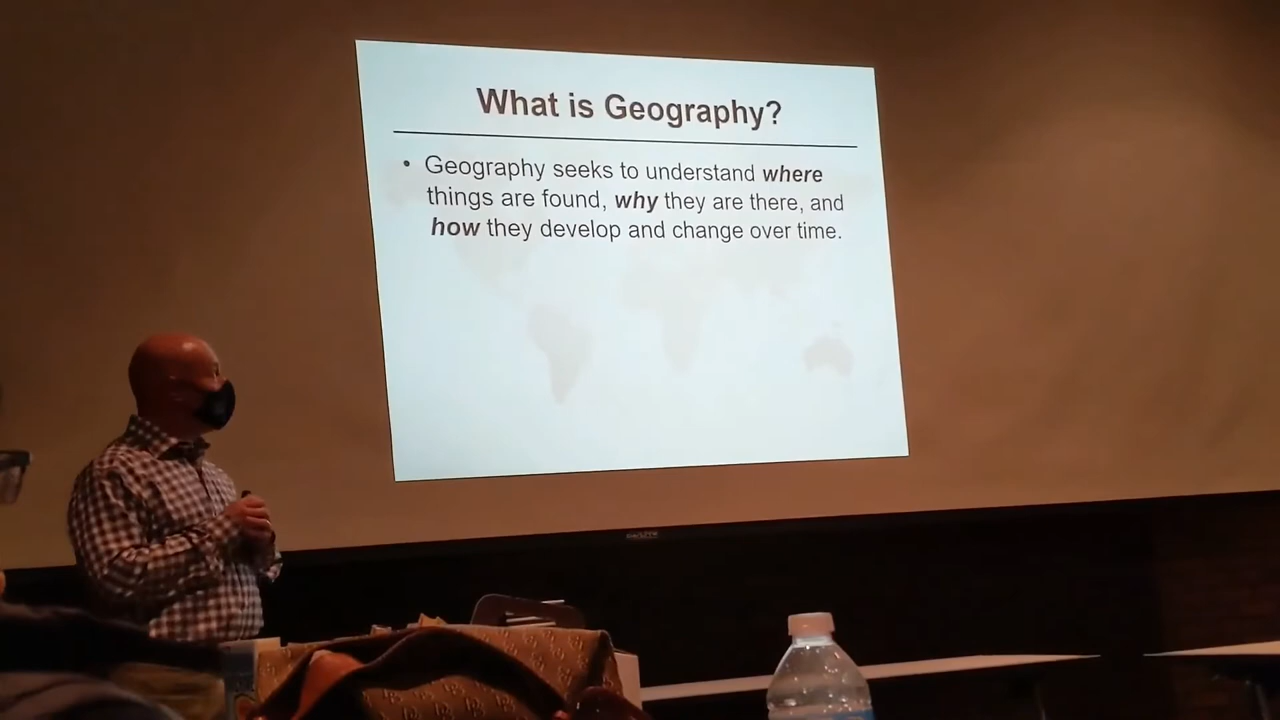 What is Geography?
• Geography seeks to understand where
things are found, why they are there, and
how they develop and change over time.